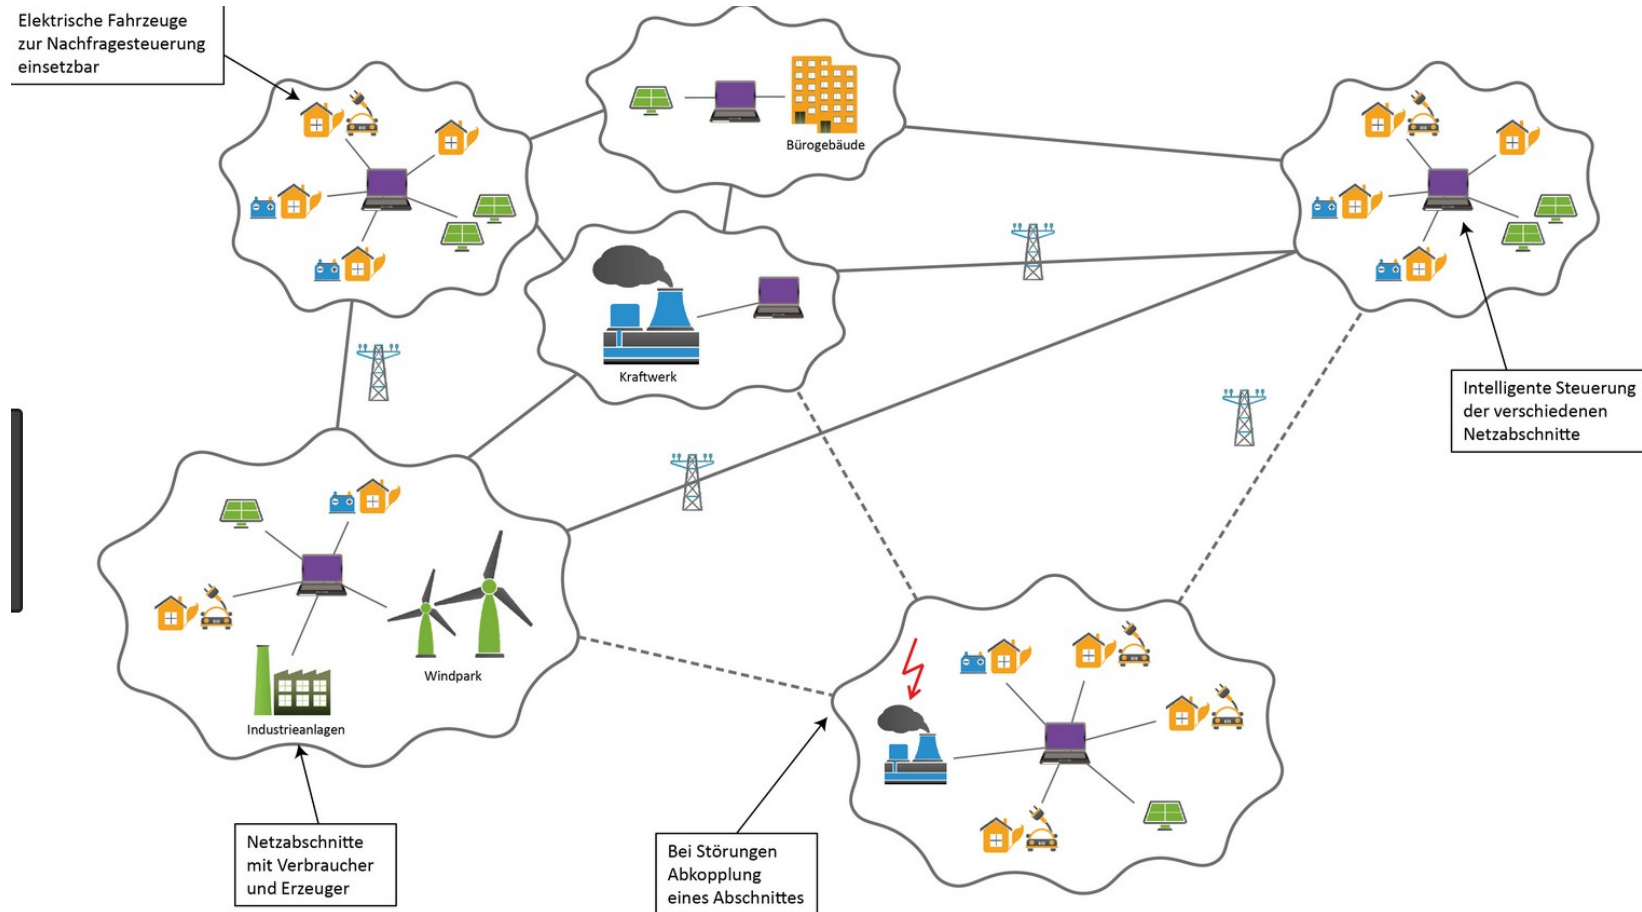 Elektrische Fahrzeuge
zur Nachfragesteuerung
einsetzbar
Bürogebäude
Kraftwerk
Intelligente Steuerung
der verschiedenen
Netzabschnitte
Windpark
Industrieanlagen
Netzabschnitte
mit Verbraucher
und Erzeuger
Bei Störungen
Abkopplung
eines Abschnittes